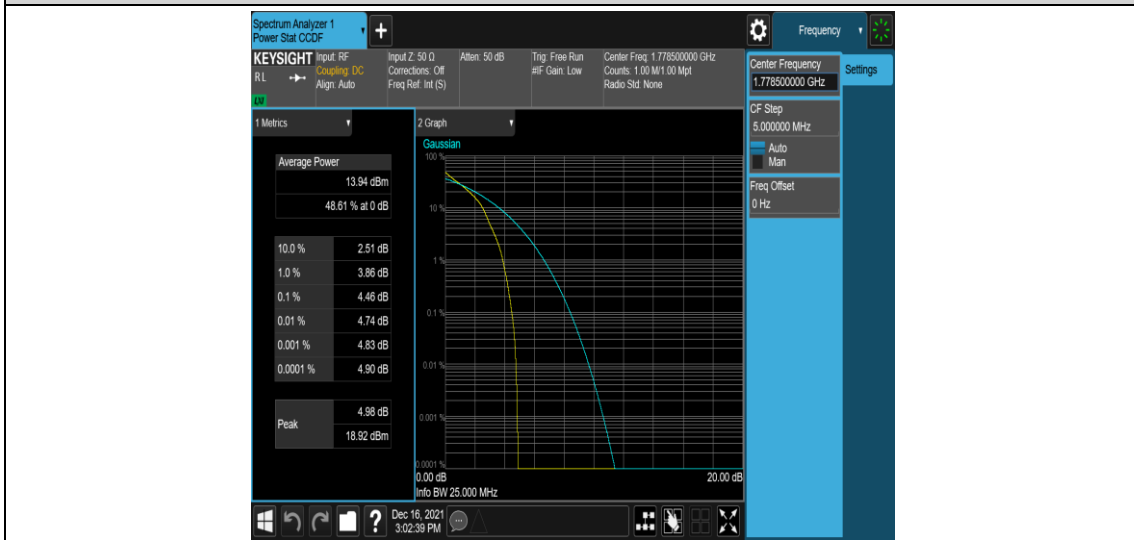 Spectrum Analyzer 1
Power Stat CCDF
+
Frequency
KEYSIGHT
RL
LXI
Input: RF
Coupling: DC
Align: Auto
Input Z: 50 Ω
Corrections: Off
Freq Ref: Int (S)
Atten: 50 dB
Trig: Free Run
#IF Gain: Low
Center Freq: 1.778500000 GHz
Counts: 1.00 M/1.00 Mpt
Radio Std: None
Center Frequency
1.778500000 GHz
Settings
CF Step
5.000000 MHz
Auto
Man
Freq Offset
0 Hz
1 Metrics
Average Power
13.94 dBm
48.61 % at 0 dB
10.0 % 2.51 dB
1.0 % 3.86 dB
0.1 % 4.46 dB
0.01 % 4.74 dB
0.001 % 4.83 dB
0.0001 % 4.90 dB
Peak
4.98 dB
18.92 dBm
2 Graph
Gaussian
100 %
10 %
1 %
0.1 %
0.01 %
0.001 %
0.0001 %
0.00 dB 20.00 dB
Info BW 25.000 MHz
?
Dec 16, 2021
3:02:39 PM